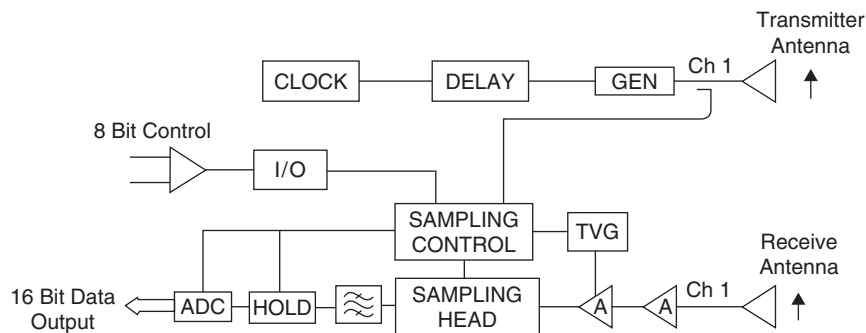 Transmitter
Antenna
Ch 1
CLOCK
DELAY
GEN
8 Bit Control
I/O
SAMPLING
CONTROL
TVG
Receive
Antenna
16 Bit Data
Output
ADC
HOLD
SAMPLING
HEAD
A
A
Ch 1